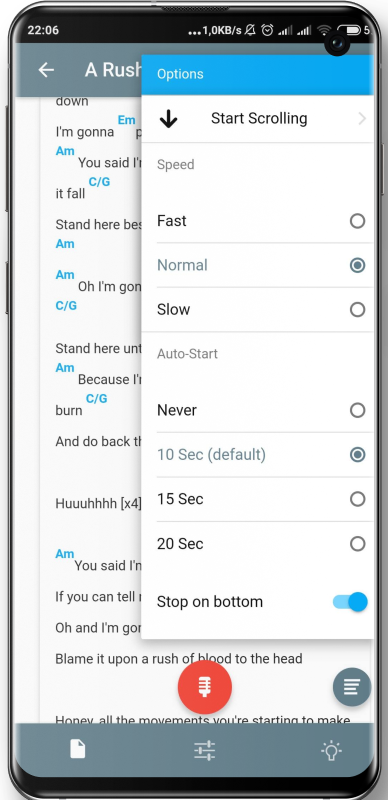 22:06
...1,0KB/s
5
A Rush
Options
Start Scrolling
Speed
Fast
Normal
Slow
Auto-Start
Never
10 Sec (default)
15 Sec
20 Sec
Stop on bottom
down
Em
I'm gonna
Am
You said I'
C/G
it fall
Stand here bes
Am
Am
Oh I'm gon
C/G
Stand here unt
Am
Because I'
C/G
burn
And do back th
Huuuhhhh [x4]
Am
You said I'm
If you can tell
Oh and I'm gon
Blame it upon a rush of blood to the head
Honey, all the movements you're starting to make